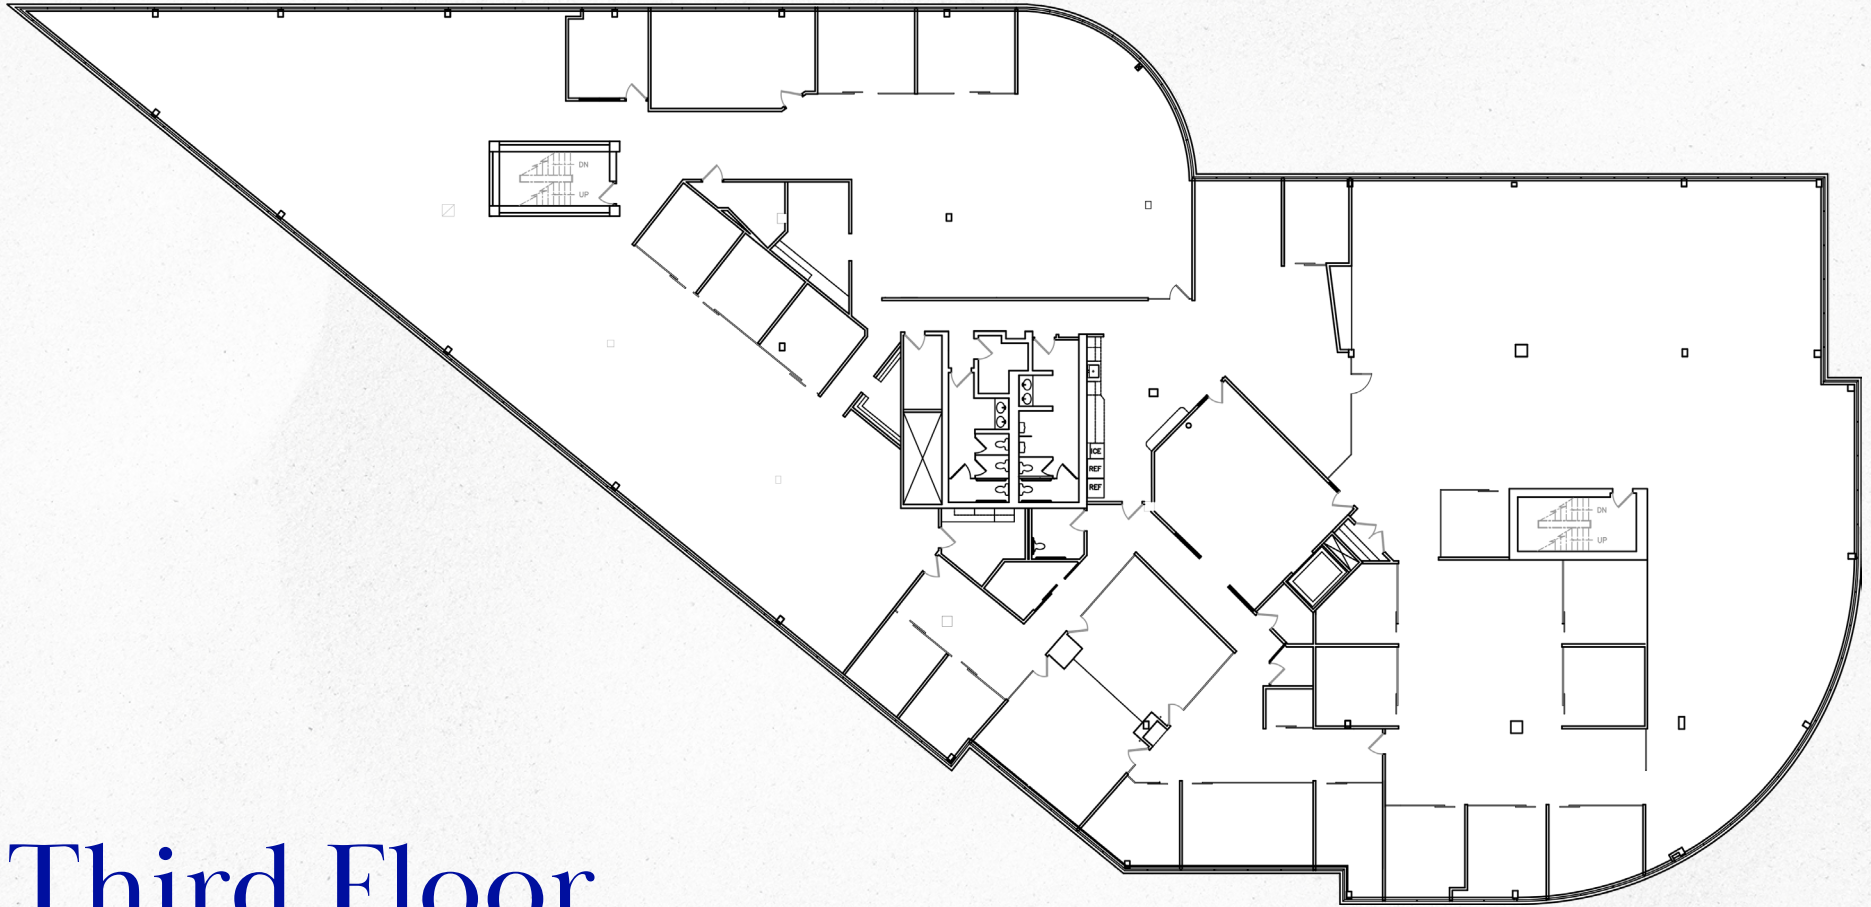 DN
UP
ICE
REF
REF
DN
UP
Third Floor